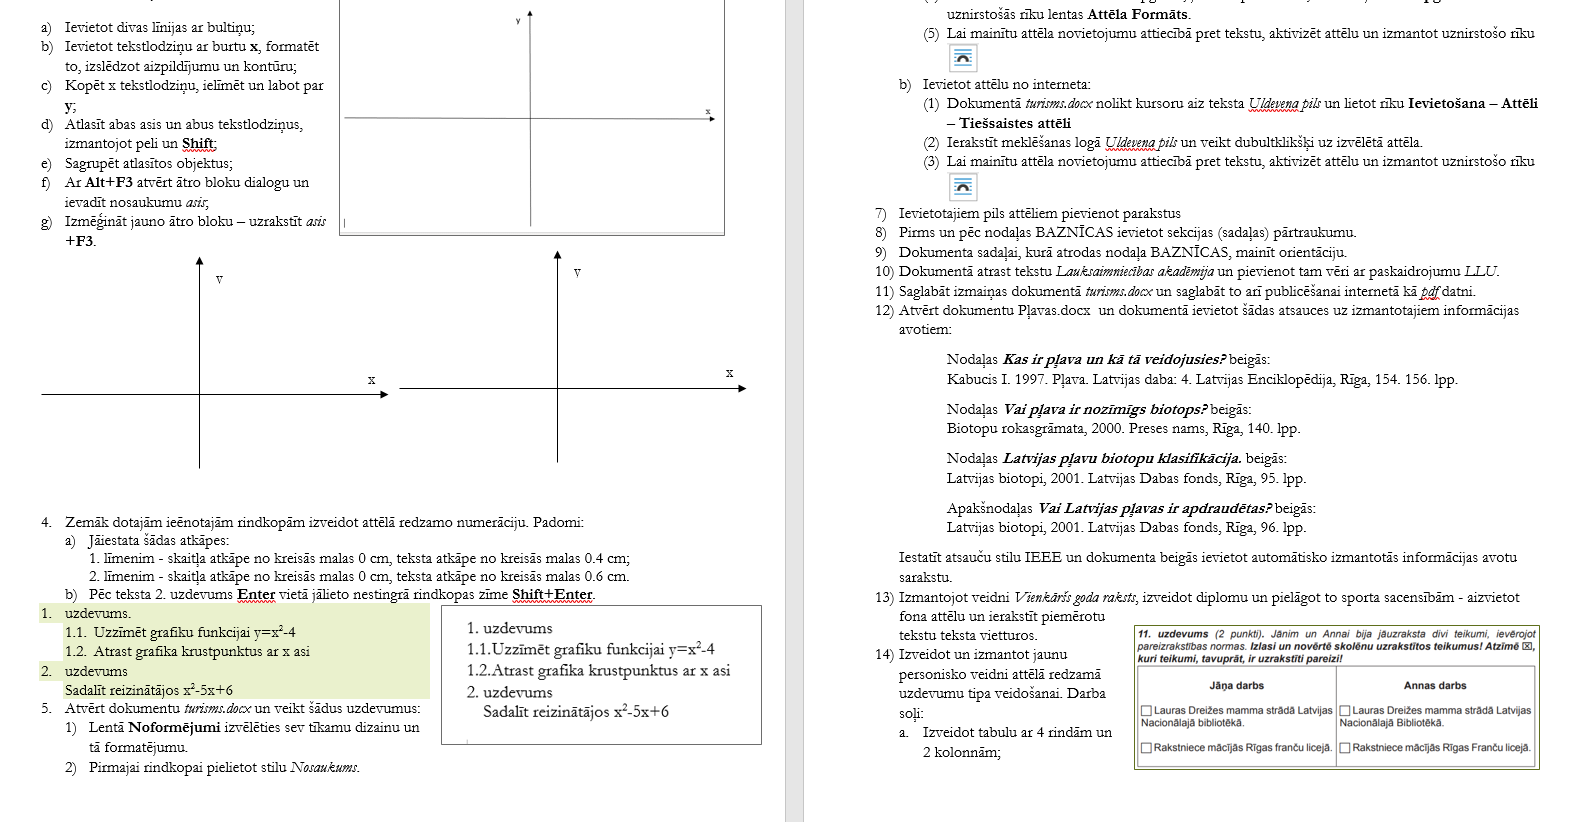 a) Ievietot divas līnijas ar bultiņu;
b) Ievietot tekstlodziņu ar burtu x, formatēt
to, izslēdzot aizpildījumu un kontūru;
c) Kopēt x tekstlodziņu, ielīmēt un labot par
y;
d) Atlasīt abas asis un abus tekstlodziņus,
izmantojot peli un Shift;
e) Sagrupēt atlasītos objektus;
f) Ar Alt+F3 atvērt ātro bloku dialogu un
ievadīt nosaukumu asis;
g) Izmēģināt jauno ātro bloku – uzrakstīt asis
+F3.
y
x
y
x
y
x
4. Zemāk dotajām ieēnotajām rindkopām izveidot attēlā redzamo numerāciju. Padomi:
a) Jāiestata šādas atkāpes:
1. līmenim - skaitļa atkāpe no kreisās malas 0 cm, teksta atkāpe no kreisās malas 0.4 cm;
2. līmenim - skaitļa atkāpe no kreisās malas 0 cm, teksta atkāpe no kreisās malas 0.6 cm.
b) Pēc teksta 2. uzdevums Enter vietā jālieto nestingrā rindkopas zīme Shift+Enter.
1. uzdevums.
1.1. Uzzīmēt grafiku funkcijai y=x²-4
1.2. Atrast grafika krustpunktus ar x asi
2. uzdevums
Sadalīt reizinātājos x²-5x+6
1. uzdevums
1.1.Uzzīmēt grafiku funkcijai y=x²-4
1.2.Atrast grafika krustpunktus ar x asi
2. uzdevums
Sadalīt reizinātājos x²-5x+6
5. Atvērt dokumentu turisms.docx un veikt šādus uzdevumus:
1) Lentā Noformējumi izvēlēties sev tīkamu dizainu un
tā formatējumu.
2) Pirmajai rindkopai pielietot stilu Nosaukums.
uznirstošās rīku lentas Attēla Formāts.
(5) Lai mainītu attēla novietojumu attiecībā pret tekstu, aktivizēt attēlu un izmantot uznirstošo rīku
b) Ievietot attēlu no interneta:
(1) Dokumentā turisms.docx nolikt kursoru aiz teksta Uldevena pils un lietot rīku Ievietošana – Attēli
– Tiešsaistes attēli
(2) Ierakstīt meklēšanas logā Uldevena pils un veikt dubultklikšķi uz izvēlētā attēla.
(3) Lai mainītu attēla novietojumu attiecībā pret tekstu, aktivizēt attēlu un izmantot uznirstošo rīku
7) Ievietotajiem pils attēliem pievienot parakstus
8) Pirms un pēc nodaļas BAZNĪCAS ievietot sekcijas (sadaļas) pārtraukumu.
9) Dokumenta sadaļai, kurā atrodas nodaļa BAZNĪCAS, mainīt orientāciju.
10) Dokumentā atrast tekstu Lauksaimniecības akadēmija un pievienot tam vēri ar paskaidrojumu LLU.
11) Saglabāt izmaiņas dokumentā turisms.docx un saglabāt to arī publicēšanai internetā kā pdf datni.
12) Atvērt dokumentu Pļavas.docx un dokumentā ievietot šādas atsauces uz izmantotajiem informācijas
avotiem:
Nodaļas Kas ir pļava un kā tā veidojusies? beigās:
Kabucis I. 1997. Pļava. Latvijas daba: 4. Latvijas Enciklopēdija, Rīga, 154. 156. lpp.
Nodaļas Vai pļava ir nozīmīgs biotops? beigās:
Biotopu rokasgrāmata, 2000. Preses nams, Rīga, 140. lpp.
Nodaļas Latvijas pļavu biotopu klasifikācija. beigās:
Latvijas biotopi, 2001. Latvijas Dabas fonds, Rīga, 95. lpp.
Apakšnodaļas Vai Latvijas pļavas ir apdraudētas? beigās:
Latvijas biotopi, 2001. Latvijas Dabas fonds, Rīga, 96. lpp.
Iestatīt atsauču stilu IEEE un dokumenta beigās ievietot automātisko izmantotās informācijas avotu
sarakstu.
13) Izmantojot veidni Vienkāršs goda raksts, izveidot diplomu un pielāgot to sporta sacensībām - aizvietot
fona attēlu un ierakstīt piemērotu
tekstu teksta vietturos.
14) Izveidot un izmantot jaunu
personisko veidni attēlā redzamā
uzdevumu tipa veidošanai. Darba
soļi:
a. Izveidot tabulu ar 4 rindām un
2 kolonnām;
11. uzdevums (2 punkti). Jānim un Annai bija jāuzraksta divi teikumi, ievērojot
pareizrakstības normas. Izlasi un novērtē skolēnu uzrakstītos teikumus! Atzīmē ☒,
kuri teikumi, tavuprāt, ir uzrakstīti pareizi!
Jāņa darbs
Annas darbs
☐ Lauras Dreižes mamma strādā Latvijas
Nacionālajā bibliotēkā.
☐ Lauras Dreižes mamma strādā Latvijas
Nacionālajā Bibliotēkā.
☐ Rakstniece mācījās Rīgas franču licejā.
☐ Rakstniece mācījās Rīgas Franču licejā.